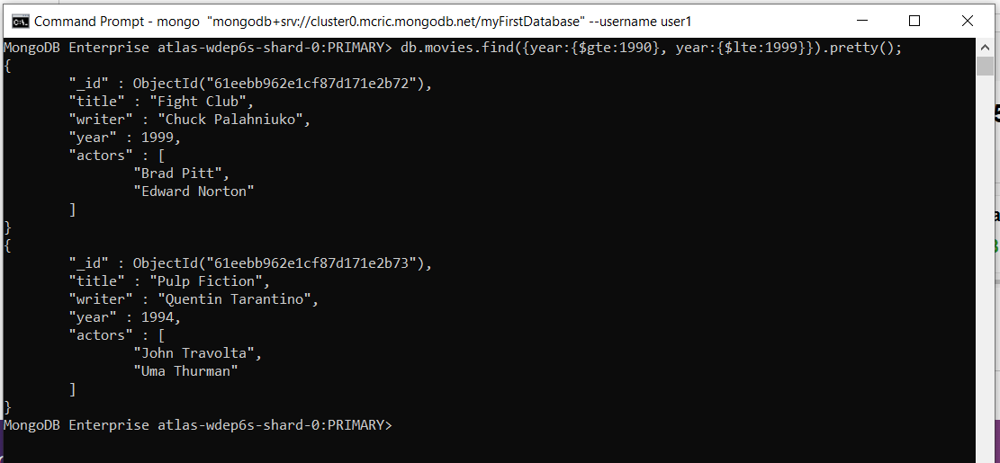 Command Prompt - mongo "mongodb+srv://cluster0.mcric.mongodb.net/myFirstDatabase" --username user1
MongoDB Enterprise atlas-wdep6s-shard-0:PRIMARY> db.movies.find({year:{$gte:1990}, year:{$lte:1999}}).pretty();
{
        "_id" : ObjectId("61eebb962e1cf87d171e2b72"),
        "title" : "Fight Club",
        "writer" : "Chuck Palahniuko",
        "year" : 1999,
        "actors" : [
                "Brad Pitt",
                "Edward Norton"
        ]
}
{
        "_id" : ObjectId("61eebb962e1cf87d171e2b73"),
        "title" : "Pulp Fiction",
        "writer" : "Quentin Tarantino",
        "year" : 1994,
        "actors" : [
                "John Travolta",
                "Uma Thurman"
        ]
}
MongoDB Enterprise atlas-wdep6s-shard-0:PRIMARY>